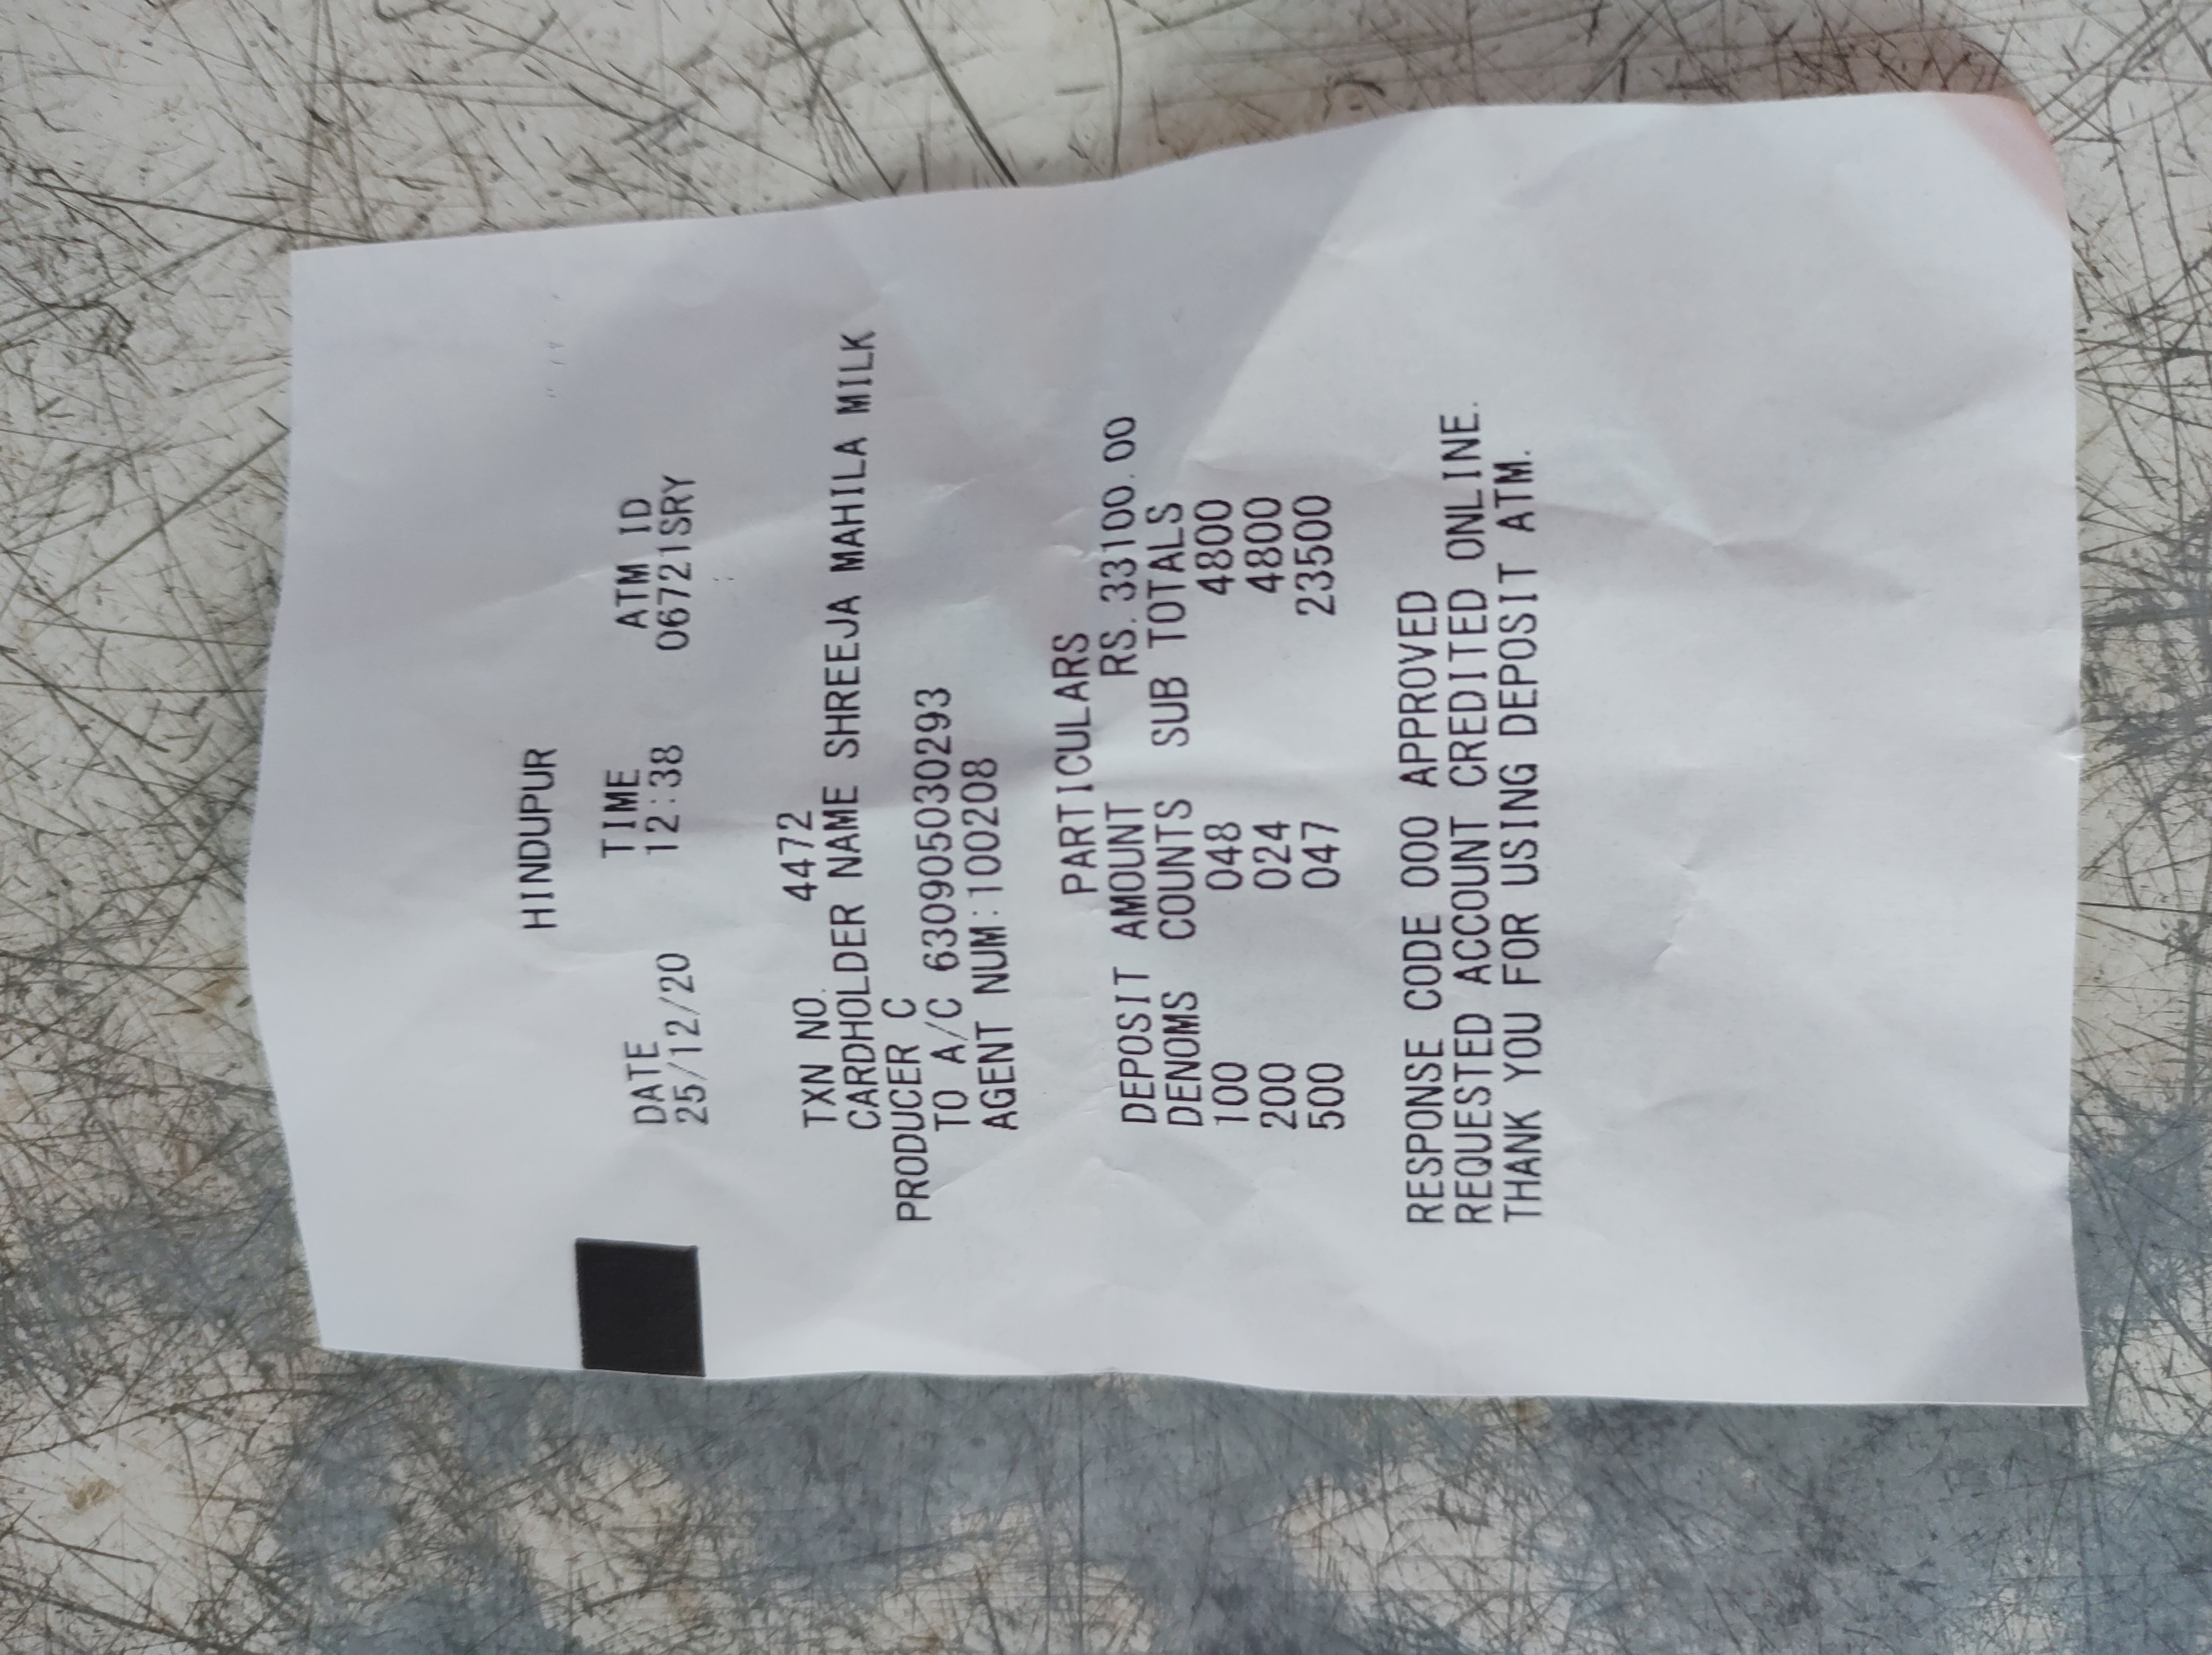 HINDUPUR
DATE TIME ATM ID
25/12/20 12:38 06721SRY
TXN NO. 4472
CARDHOLDER NAME SHREEJA MAHILA MILK
PRODUCER C
TO A/C 630905030293
AGENT NUM:100208
PARTICULARS
DEPOSIT AMOUNT RS.33100.00
DENOMS COUNTS SUB TOTALS
100 048 4800
200 024 4800
500 047 23500
RESPONSE CODE 000 APPROVED
REQUESTED ACCOUNT CREDITED ONLINE.
THANK YOU FOR USING DEPOSIT ATM.